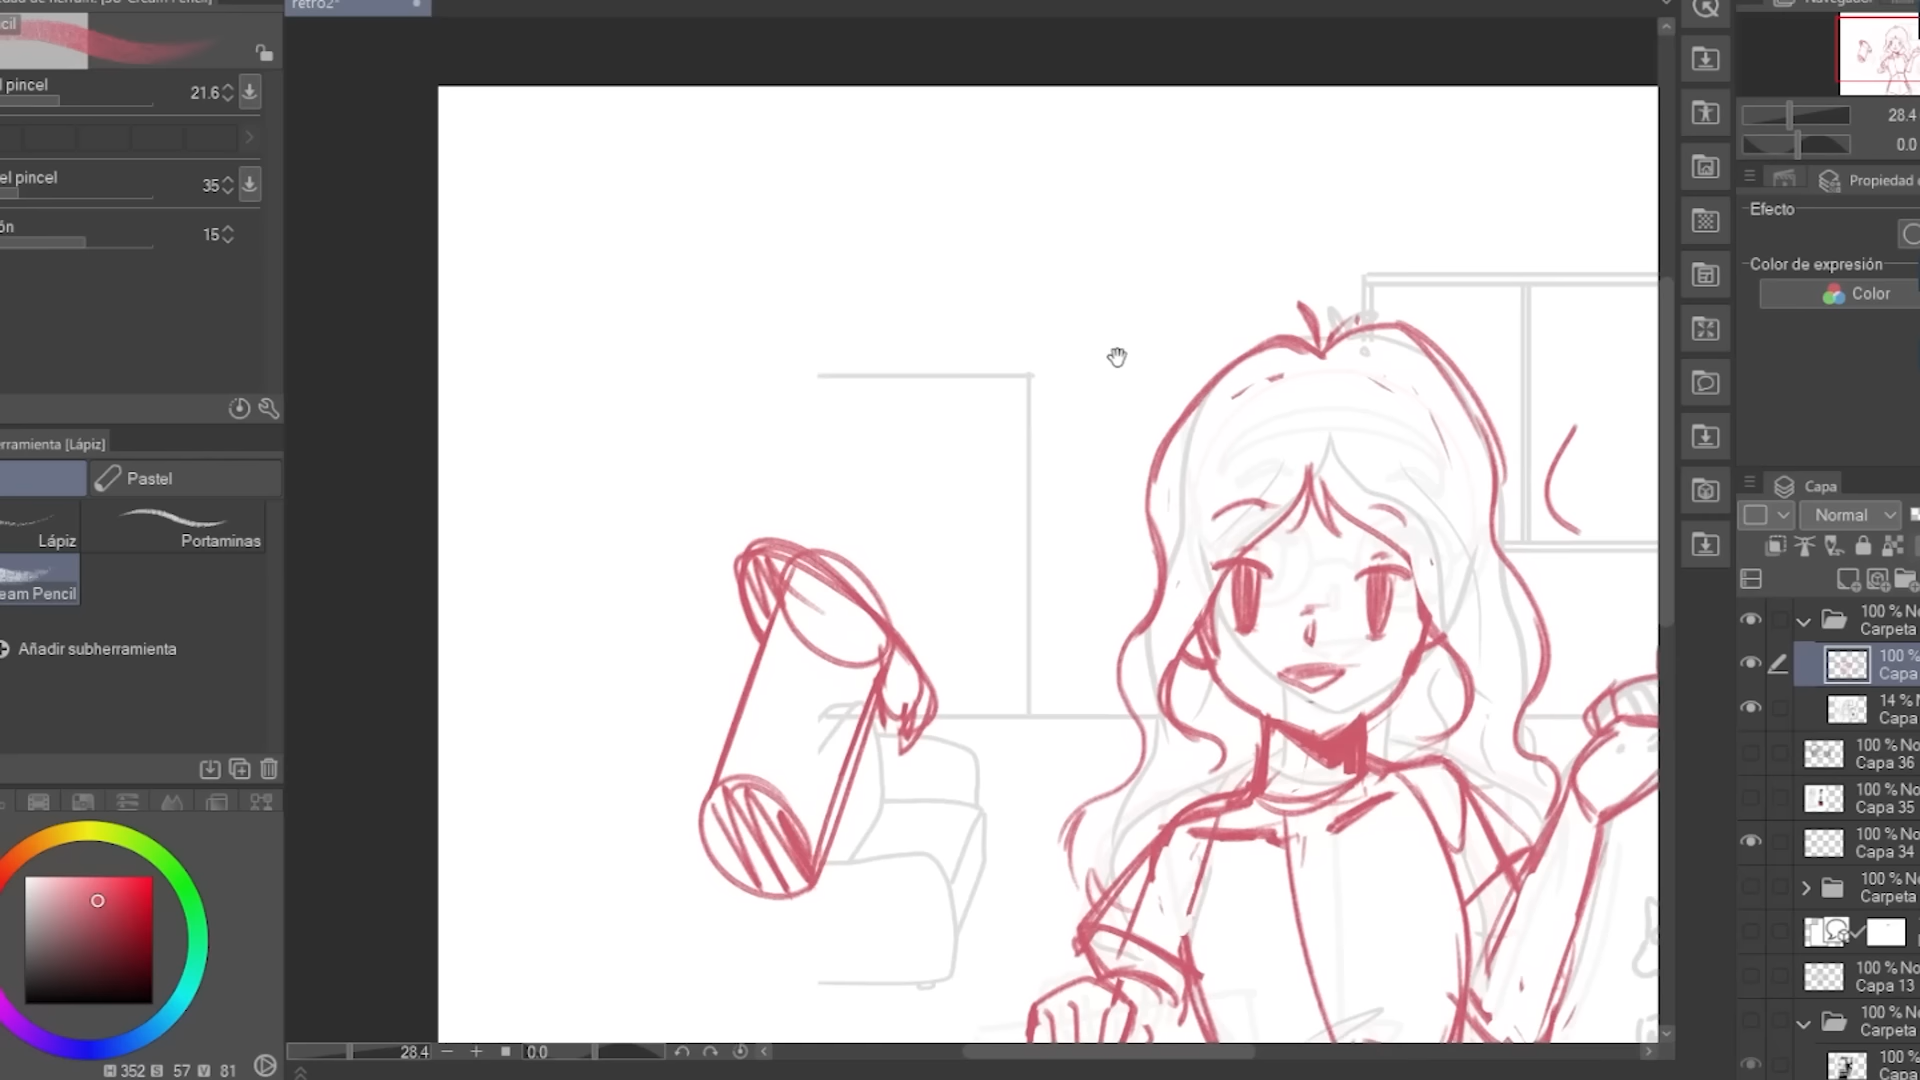 retro2*
cil
l pincel
21.6
el pincel
35
ón
15
erramienta [Lápiz]
Pastel
Lápiz
Portaminas
eam Pencil
Añadir subherramienta
H 352 S 57 V 81
28.4
0.0
Navegador
28.4
0.0
Propiedad
Efecto
Color de expresión
Color
Capa
Normal
100 % No
Carpeta
100 %
Capa
14 % N
Capa
100 % No
Capa 36
100 % No
Capa 35
100 % No
Capa 34
100 % No
Carpeta
100 % No
Capa 13
100 % No
Carpeta
100 %